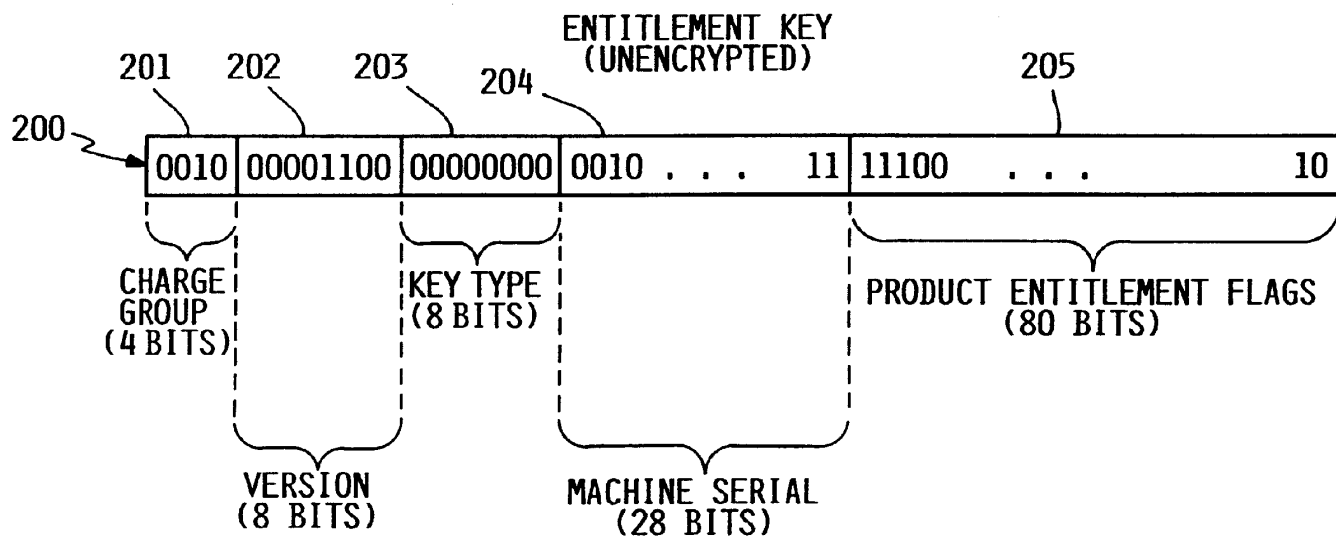 ENTITLEMENT KEY
(UNENCRYPTED)
201 202 203 204 205
200
0010 00001100 00000000 0010 . . . 11 11100 . . . 10
CHARGE
GROUP
(4 BITS)
KEY TYPE
(8 BITS)
PRODUCT ENTITLEMENT FLAGS
(80 BITS)
VERSION
(8 BITS)
MACHINE SERIAL
(28 BITS)